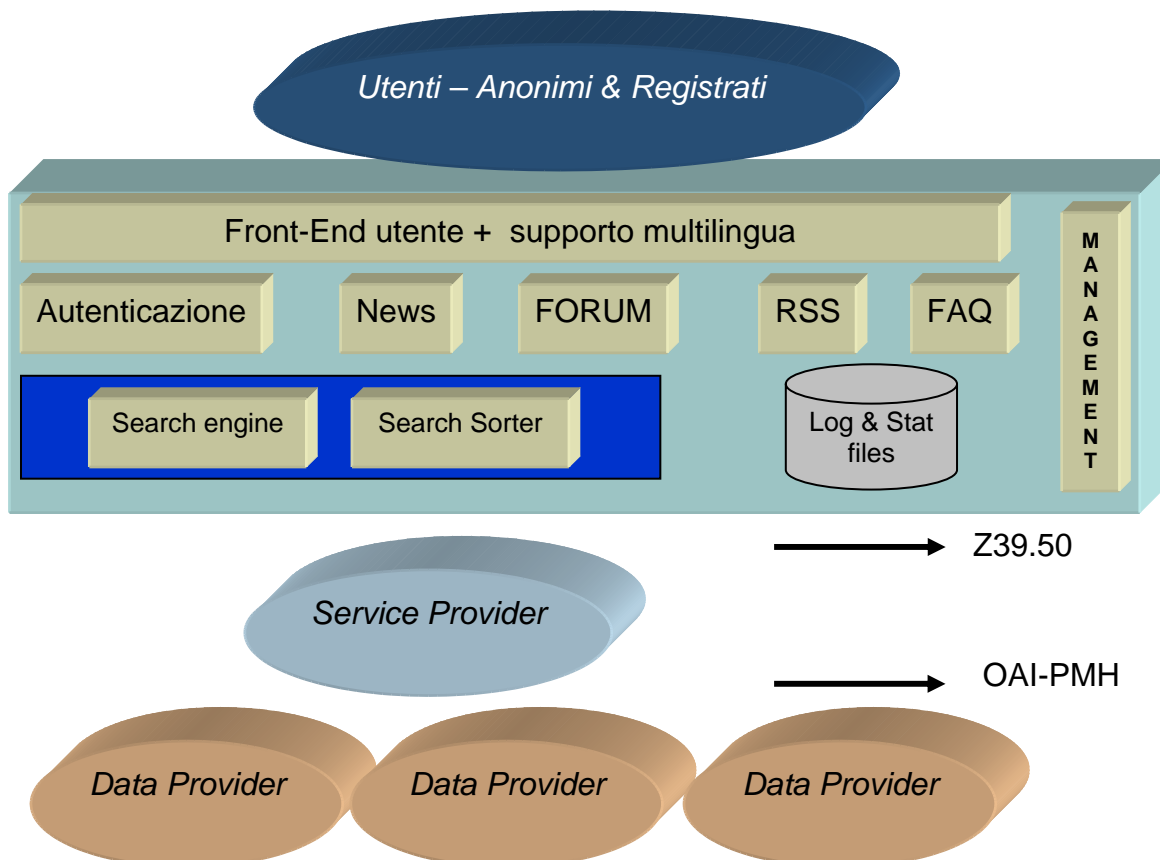 Utenti – Anonimi & Registrati
Front-End utente + supporto multilingua
MANAGEMENT
Autenticazione
News
FORUM
RSS
FAQ
Search engine
Search Sorter
Log & Stat
files
Z39.50
Service Provider
OAI-PMH
Data Provider
Data Provider
Data Provider